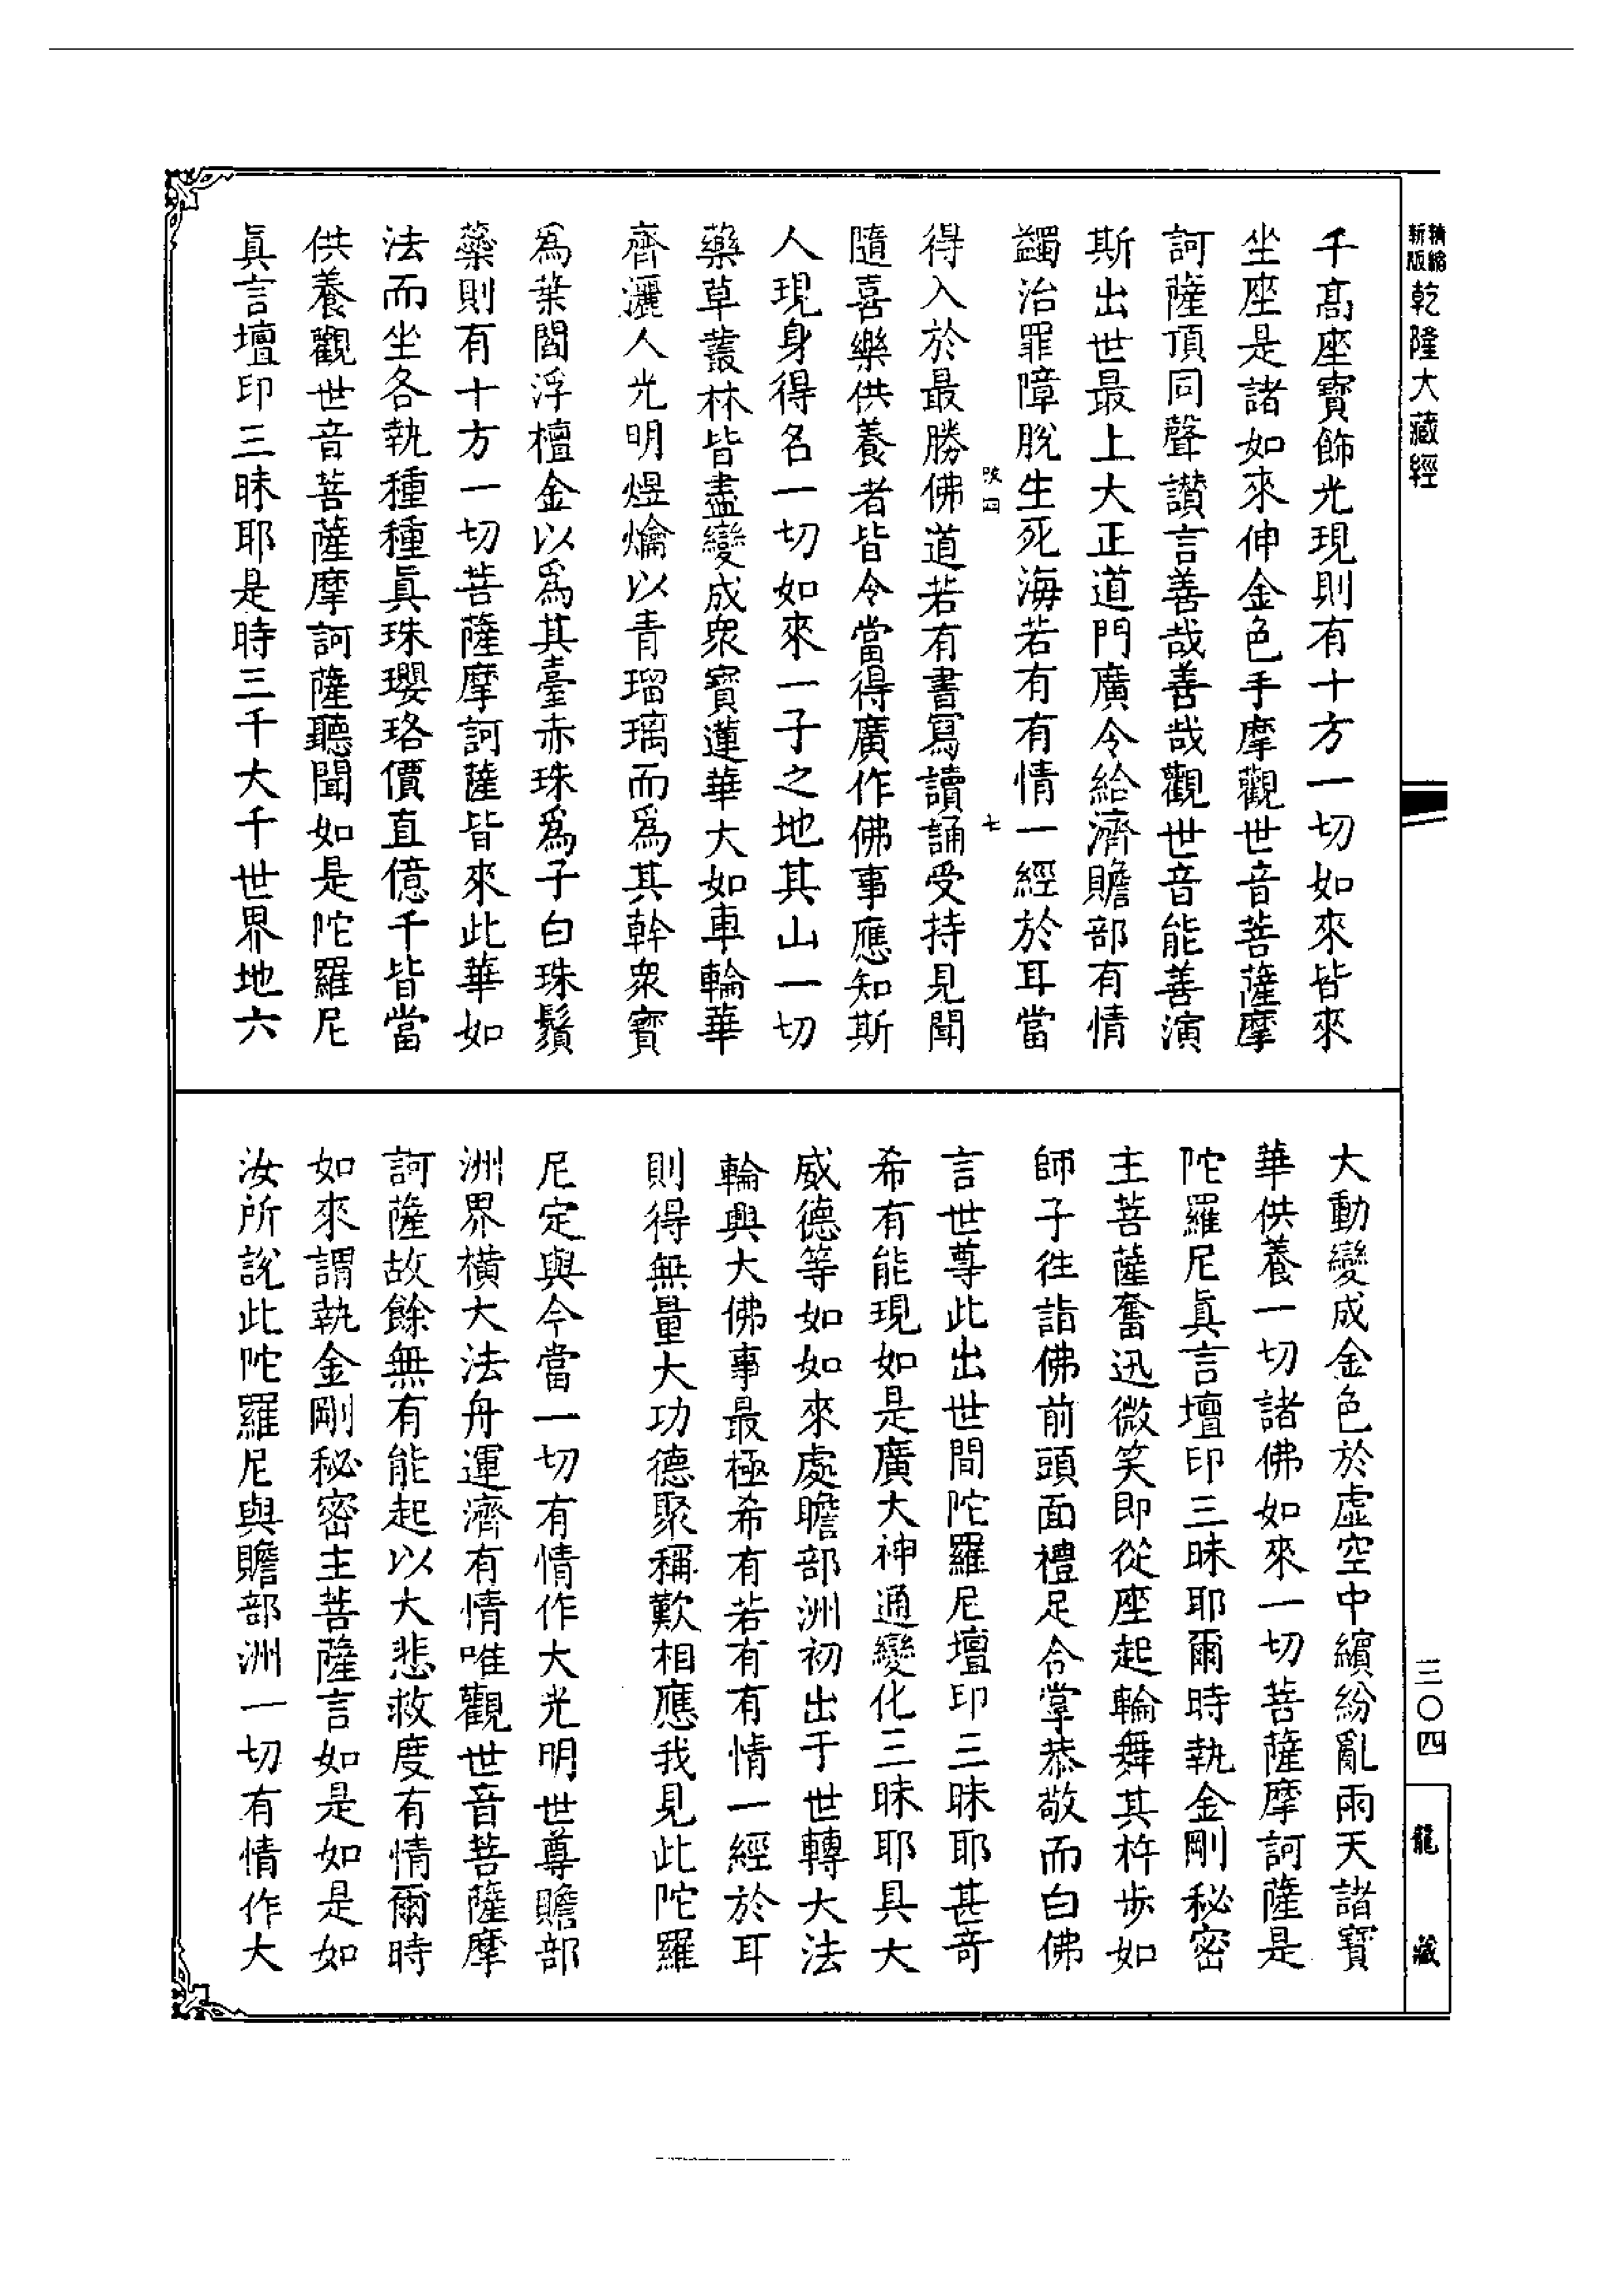 精縮新版乾隆大藏經
千高座寶飾光現則有十方一切如來皆來
坐座是諸如來伸金色手摩觀世音菩薩摩
訶薩頂同聲讃言善哉善哉觀世音能善演
斯出世最上大正道門廣令給濟贍部有情
蠲治罪障脫生死海若有有情一經於耳當
七
得入於最勝佛道若有書寫讀誦受持見聞
隨喜樂供養者皆令當得廣作佛事應知斯
人現身得名一切如來一子之地其山一切
藥草叢林皆盡變成衆寶蓮華大如車輪華
齊灑人光明煜爚以青瑠璃而爲其幹衆寶
爲葉閻浮檀金以爲其臺赤珠爲子白珠鬚
藥則有十方一切菩薩摩訶薩皆來此華如
法而坐各執種種眞珠瓔珞價直億千皆當
供養觀世音菩薩摩訶薩聽聞如是陀羅尼
眞言壇印三昧耶是時三千大千世界地六
大動變成金色於虛空中繽紛亂雨天諸寶
華供養一切諸佛如來一切菩薩摩訶薩是
陀羅尼眞言壇印三昧耶爾時執金剛秘密
主菩薩奮迅微笑即從座起輪舞其杵步如
師子往詣佛前頭面禮足合掌恭敬而白佛
言世尊此出世間陀羅尼壇印三昧耶甚奇
希有能現如是廣大神通變化三昧耶具大
威德等如如來處贍部洲初出于世轉大法
輪興大佛事最極希有若有有情一經於耳
則得無量大功德聚稱歎相應我見此陀羅
尼定與今當一切有情作大光明世尊贍部
洲界橫大法舟運濟有情唯觀世音菩薩摩
訶薩故餘無有能起以大悲救度有情爾時
如來謂執金剛秘密主菩薩言如是如是如
汝所說此陀羅尼與贍部洲一切有情作大
三〇四
龍藏